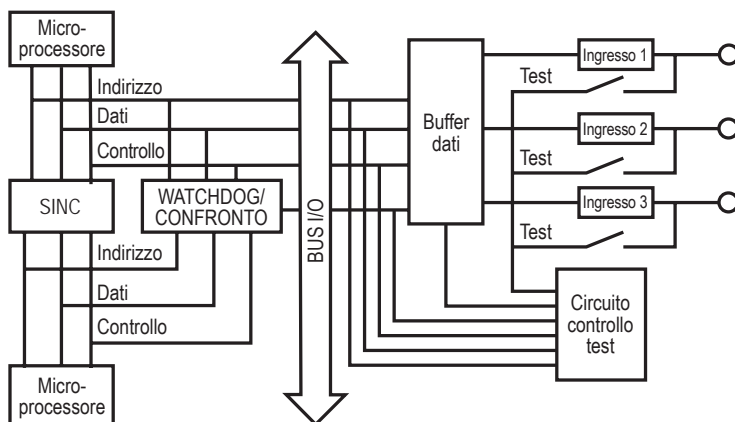 Micro-
processore
Indirizzo
Dati
Controllo
SINC
WATCHDOG/
CONFRONTO
Indirizzo
Dati
Controllo
Micro-
processore
BUS I/O
Buffer
dati
Ingresso 1
Test
Ingresso 2
Test
Ingresso 3
Test
Circuito
controllo
test